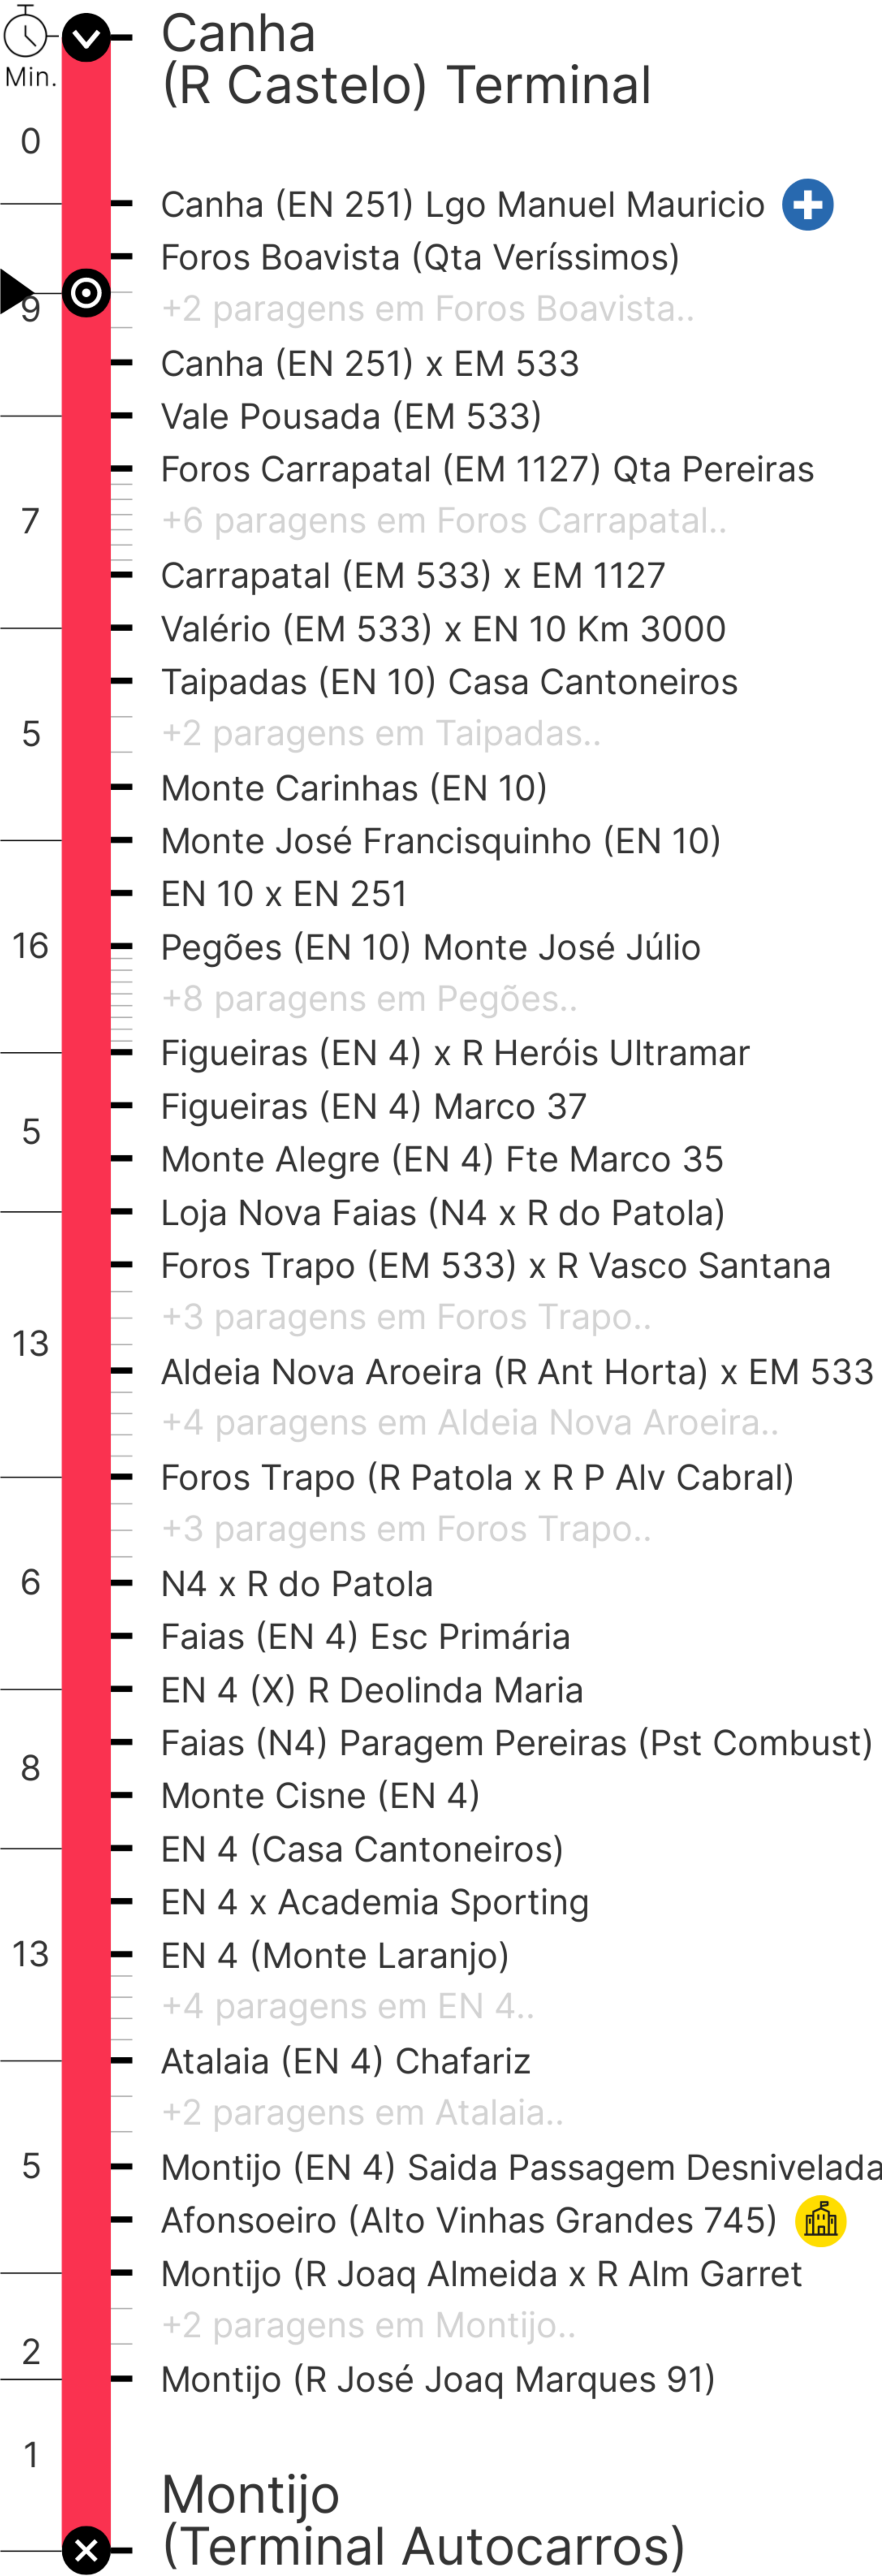 Canha
(R Castelo) Terminal
Min.
0
Canha (EN 251) Lgo Manuel Mauricio
Foros Boavista (Qta Veríssimos)
9
+2 paragens em Foros Boavista..
Canha (EN 251) x EM 533
Vale Pousada (EM 533)
Foros Carrapatal (EM 1127) Qta Pereiras
7
+6 paragens em Foros Carrapatal..
Carrapatal (EM 533) x EM 1127
Valério (EM 533) x EN 10 Km 3000
Taipadas (EN 10) Casa Cantoneiros
5
+2 paragens em Taipadas..
Monte Carinhas (EN 10)
Monte José Francisquinho (EN 10)
EN 10 x EN 251
16
Pegões (EN 10) Monte José Júlio
+8 paragens em Pegões..
Figueiras (EN 4) x R Heróis Ultramar
Figueiras (EN 4) Marco 37
5
Monte Alegre (EN 4) Fte Marco 35
Loja Nova Faias (N4 x R do Patola)
Foros Trapo (EM 533) x R Vasco Santana
+3 paragens em Foros Trapo..
13
Aldeia Nova Aroeira (R Ant Horta) x EM 533
+4 paragens em Aldeia Nova Aroeira..
Foros Trapo (R Patola x R P Alv Cabral)
+3 paragens em Foros Trapo..
6
N4 x R do Patola
Faias (EN 4) Esc Primária
EN 4 (X) R Deolinda Maria
Faias (N4) Paragem Pereiras (Pst Combust)
8
Monte Cisne (EN 4)
EN 4 (Casa Cantoneiros)
EN 4 x Academia Sporting
13
EN 4 (Monte Laranjo)
+4 paragens em EN 4..
Atalaia (EN 4) Chafariz
+2 paragens em Atalaia..
5
Montijo (EN 4) Saida Passagem Desnivelada
Afonsoeiro (Alto Vinhas Grandes 745)
Montijo (R Joaq Almeida x R Alm Garret
+2 paragens em Montijo..
2
Montijo (R José Joaq Marques 91)
1
Montijo
(Terminal Autocarros)